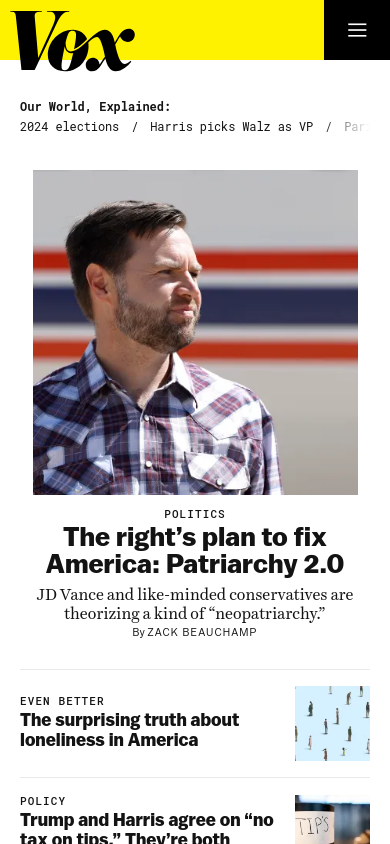 Vox
Our World, Explained:
2024 elections / Harris picks Walz as VP /
POLITICS
The right’s plan to fix
America: Patriarchy 2.0
JD Vance and like-minded conservatives are
theorizing a kind of “neopatriarchy.”
By ZACK BEAUCHAMP
EVEN BETTER
The surprising truth about
loneliness in America
POLICY
TIPS
Trump and Harris agree on “no
tax on tips.” They’re both